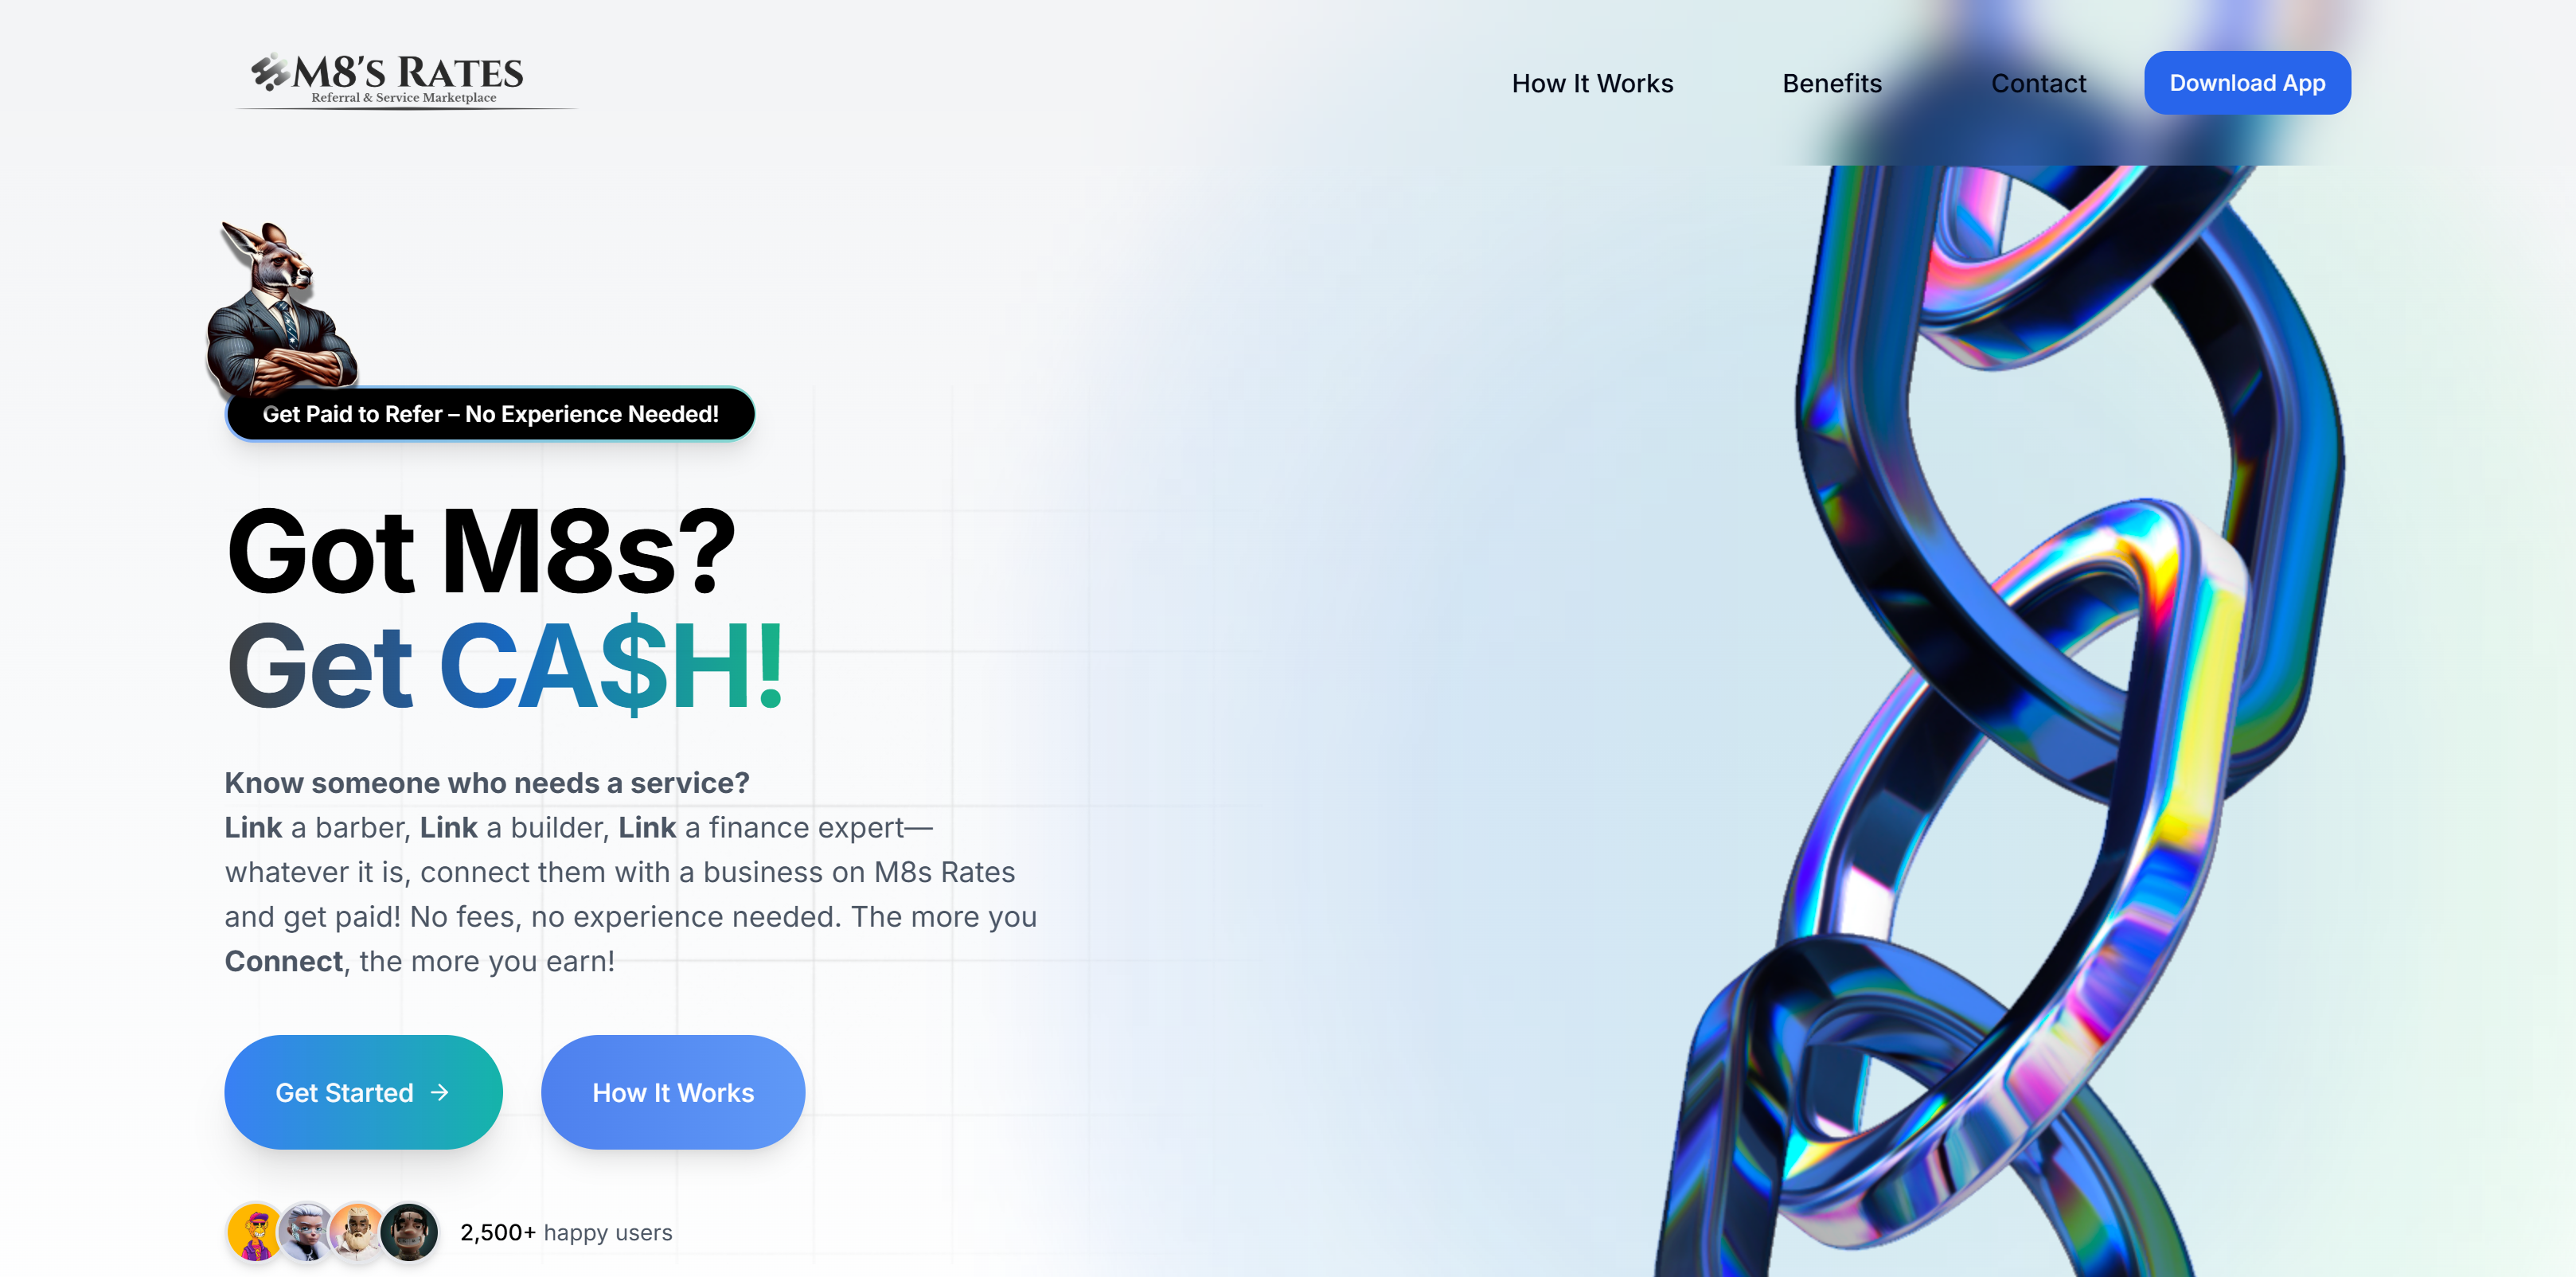 M8's Rates
Referral & Service Marketplace
How It Works
Benefits
Contact
Download App
Get Paid to Refer – No Experience Needed!
Got M8s?
Get CA$H!
Know someone who needs a service?
Link a barber, Link a builder, Link a finance expert—
whatever it is, connect them with a business on M8s Rates
and get paid! No fees, no experience needed. The more you
Connect, the more you earn!
Get Started →
How It Works
2,500+ happy users